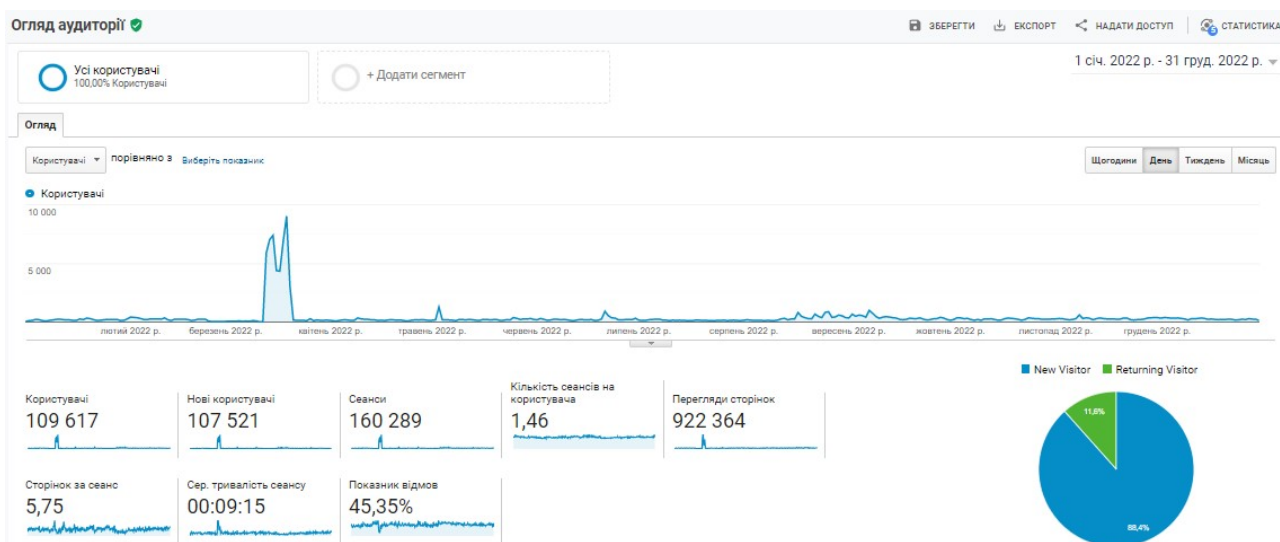 Огляд аудиторії
ЗБЕРЕГТИ ЕКСПОРТ НАДАТИ ДОСТУП СТАТИСТИКА
5
Усі користувачі
100,00% Користувачі
+ Додати сегмент
1 січ. 2022 р. - 31 груд. 2022 р.
Огляд
Користувачі порівняно з Виберіть показник
Щогодини День Тиждень Місяць
Користувачі
10 000
5 000
лютий 2022 р. березень 2022 р. квітень 2022 р. травень 2022 р. червень 2022 р. липень 2022 р. серпень 2022 р. вересень 2022 р. жовтень 2022 р. листопад 2022 р. грудень 2022 р.
New Visitor Returning Visitor
Користувачі
109 617
Нові користувачі
107 521
Сеанси
160 289
Кількість сеансів на
користувача
1,46
Перегляди сторінок
922 364
Сторінок за сеанс
5,75
Сер. тривалість сеансу
00:09:15
Показник відмов
45,35%
11,6%
88,4%